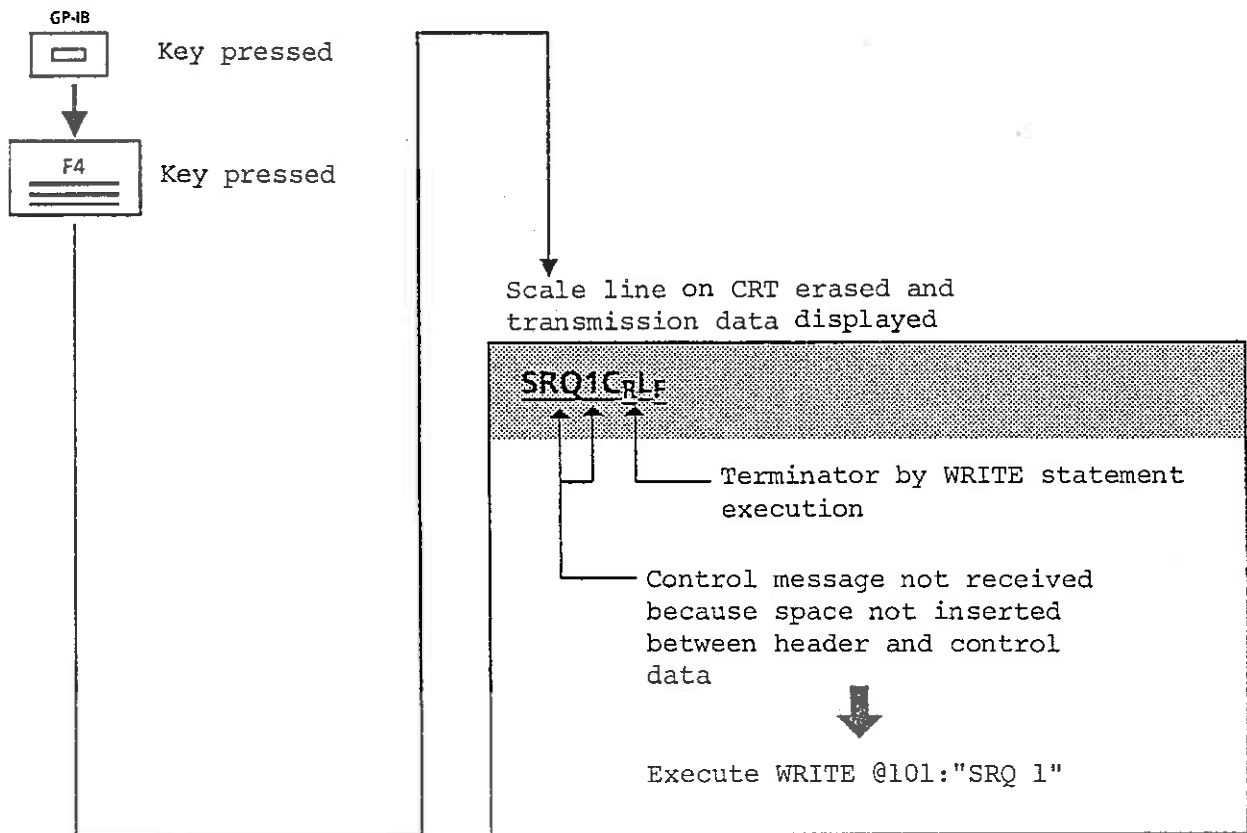 GP-IB
Key pressed
F4
Key pressed
Scale line on CRT erased and
transmission data displayed
SRQ1CRLF
Terminator by WRITE statement
execution
Control message not received
because space not inserted
between header and control
data
Execute WRITE @101:"SRQ 1"